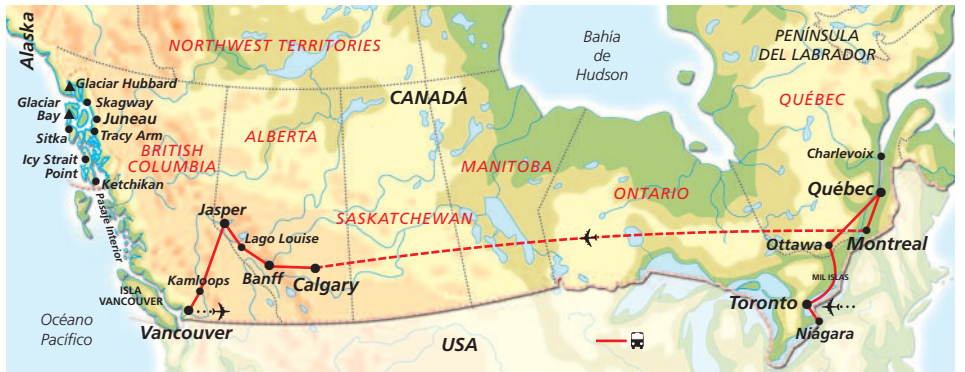 Alaska
NORTHWEST TERRITORIES
Bahía
de
Hudson
PENÍNSULA
DEL LABRADOR
Glaciar Hubbard
Skagway
Glaciar
Bay
Juneau
Sitka
Tracy Arm
Icy Strait
Point
Ketchikan
Pasaje Interior
BRITISH
COLUMBIA
ALBERTA
CANADÁ
SASKATCHEWAN
MANITOBA
ONTARIO
QUÉBEC
Charlevoix
Québec
Montreal
Ottawa
MIL ISLAS
Toronto
Niágara
Jasper
Lago Louise
Banff
Calgary
Kamloops
ISLA
VANCOUVER
Vancouver
Océano
Pacífico
USA